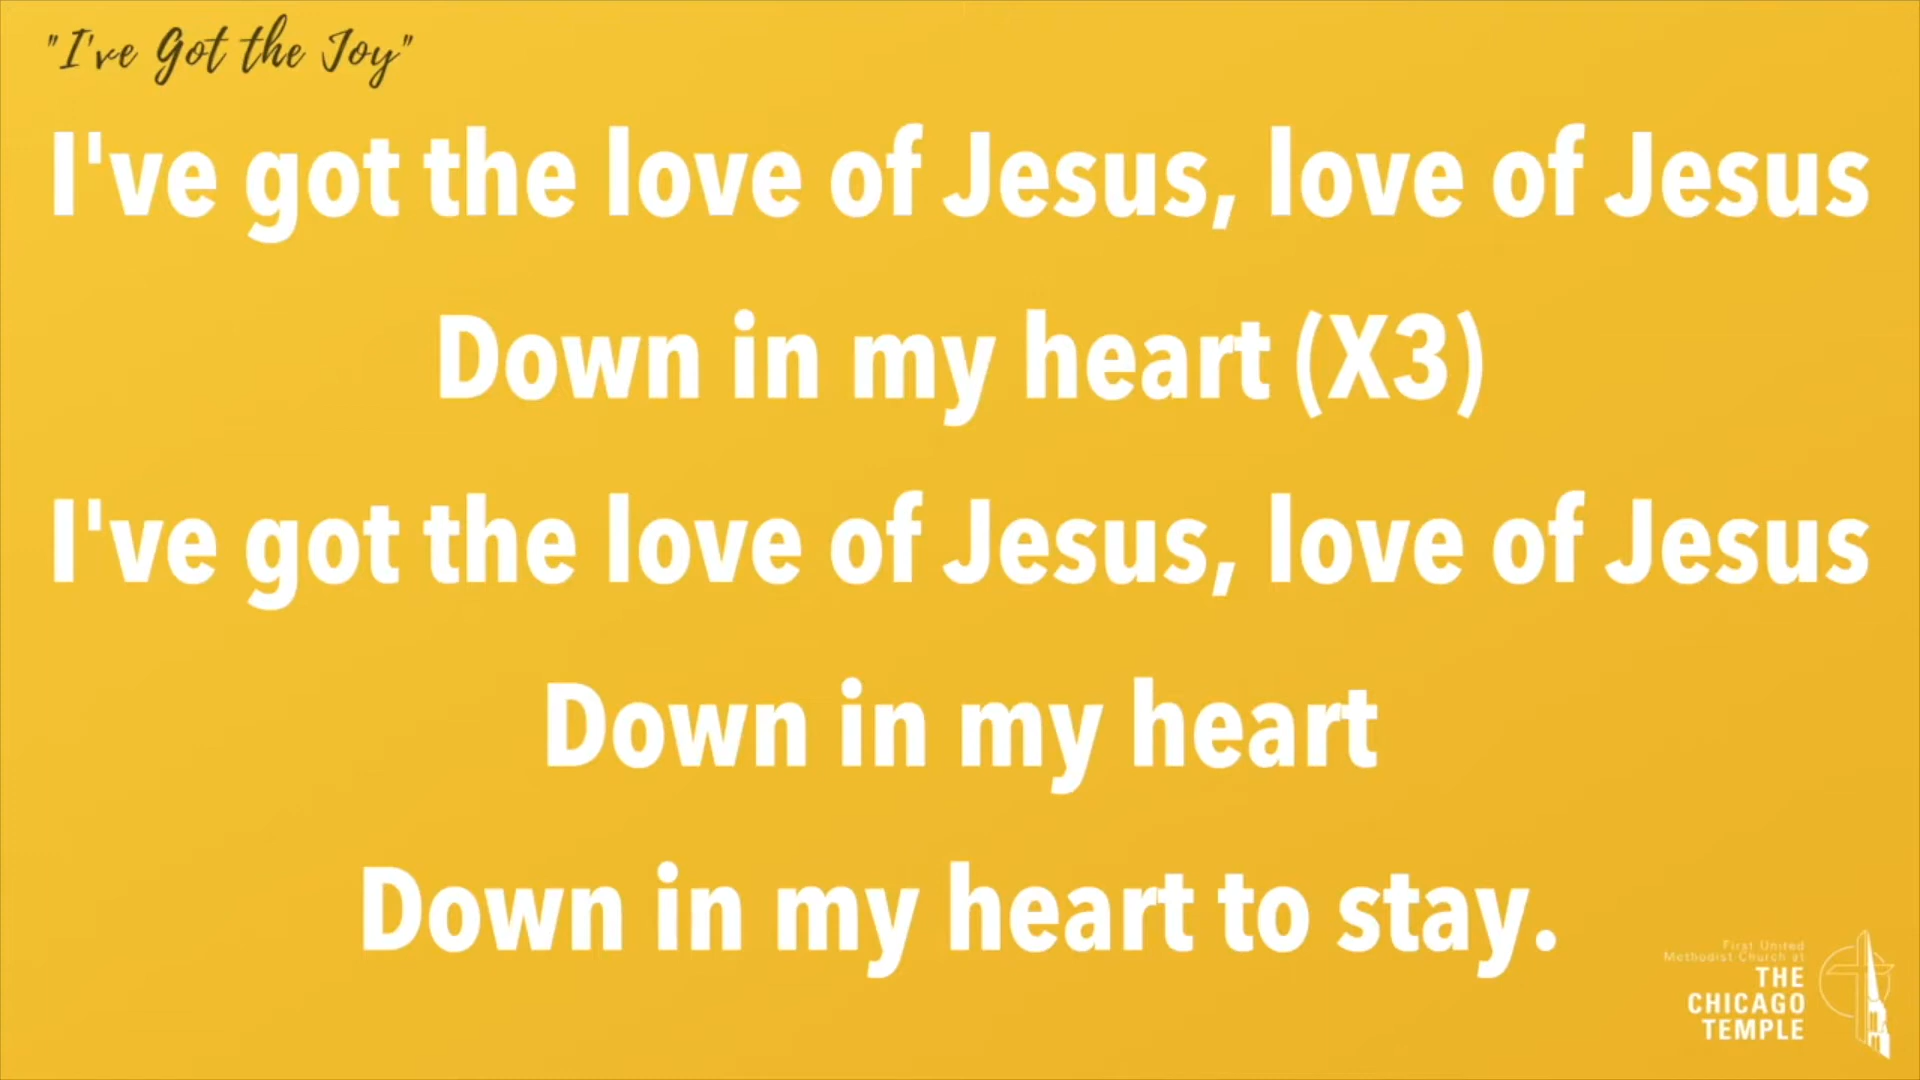 "I've Got the Joy"
I've got the love of Jesus, love of Jesus
Down in my heart (X3)
I've got the love of Jesus, love of Jesus
Down in my heart
Down in my heart to stay.
First United
Methodist Church at
THE
CHICAGO
TEMPLE